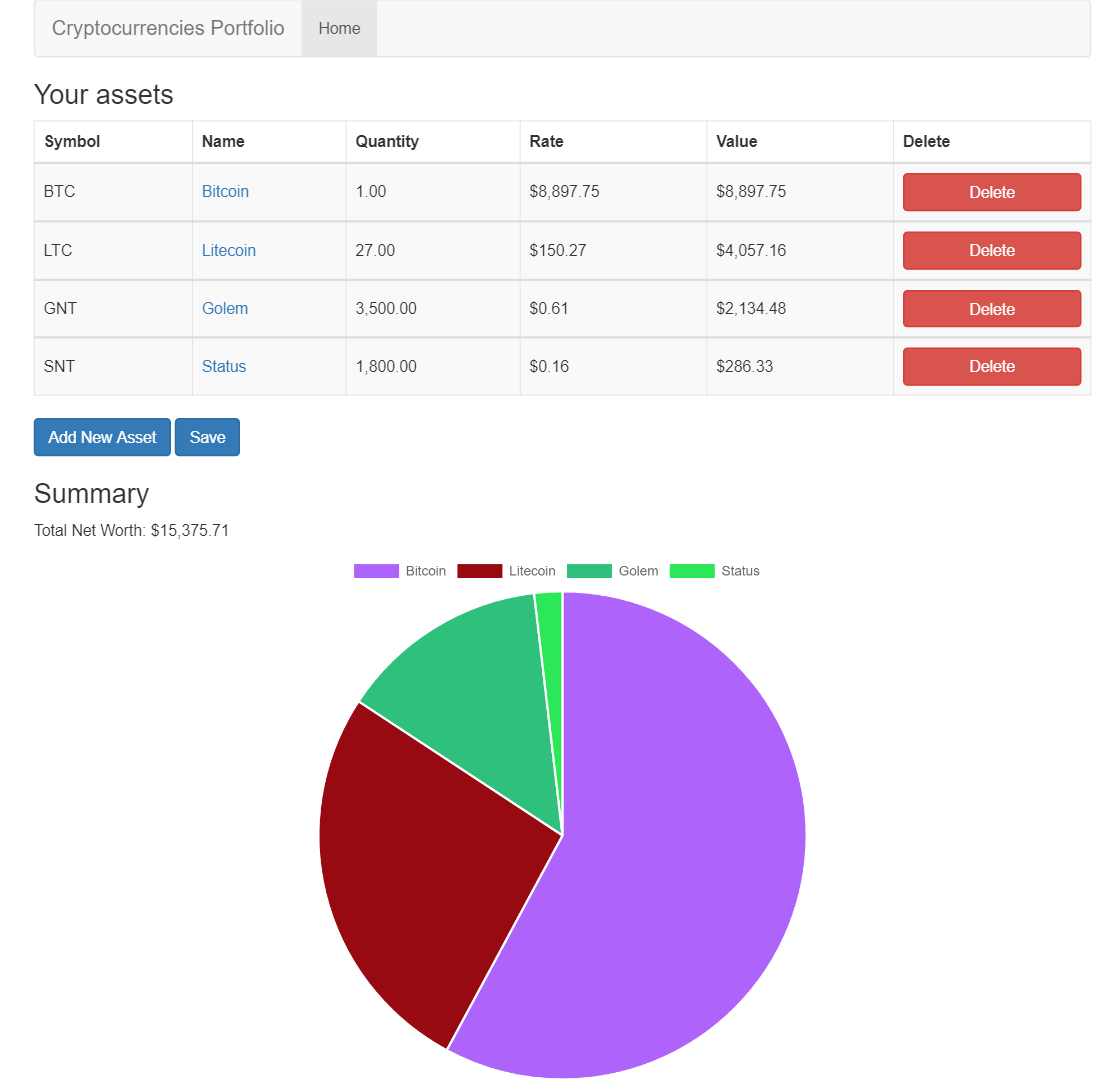 Cryptocurrencies Portfolio Home
Your assets
Symbol Name Quantity Rate Value Delete
BTC Bitcoin 1.00 $8,897.75 $8,897.75 Delete
LTC Litecoin 27.00 $150.27 $4,057.16 Delete
GNT Golem 3,500.00 $0.61 $2,134.48 Delete
SNT Status 1,800.00 $0.16 $286.33 Delete
Add New Asset Save
Summary
Total Net Worth: $15,375.71
Bitcoin Litecoin Golem Status